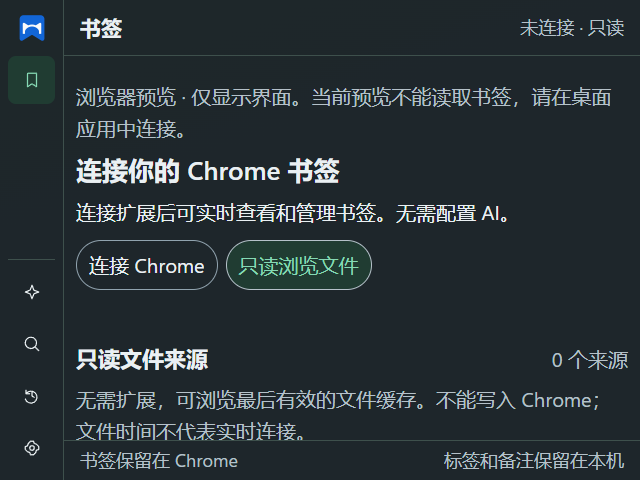 书签
未连接 · 只读
浏览器预览 · 仅显示界面。当前预览不能读取书签，请在桌面
应用中连接。
连接你的 Chrome 书签
连接扩展后可实时查看和管理书签。无需配置 AI。
连接 Chrome
只读浏览文件
只读文件来源
0 个来源
无需扩展，可浏览最后有效的文件缓存。不能写入 Chrome；
文件时间不代表实时连接。
书签保留在 Chrome
标签和备注保留在本机